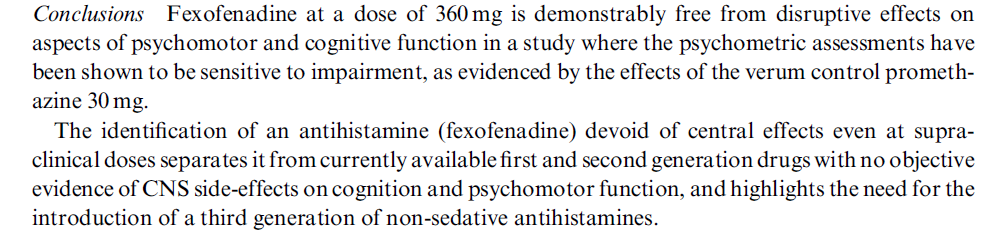 Conclusions Fexofenadine at a dose of 360 mg is demonstrably free from disruptive effects on
aspects of psychomotor and cognitive function in a study where the psychometric assessments have
been shown to be sensitive to impairment, as evidenced by the effects of the verum control prometh-
azine 30 mg.
The identification of an antihistamine (fexofenadine) devoid of central effects even at supra-
clinical doses separates it from currently available first and second generation drugs with no objective
evidence of CNS side-effects on cognition and psychomotor function, and highlights the need for the
introduction of a third generation of non-sedative antihistamines.